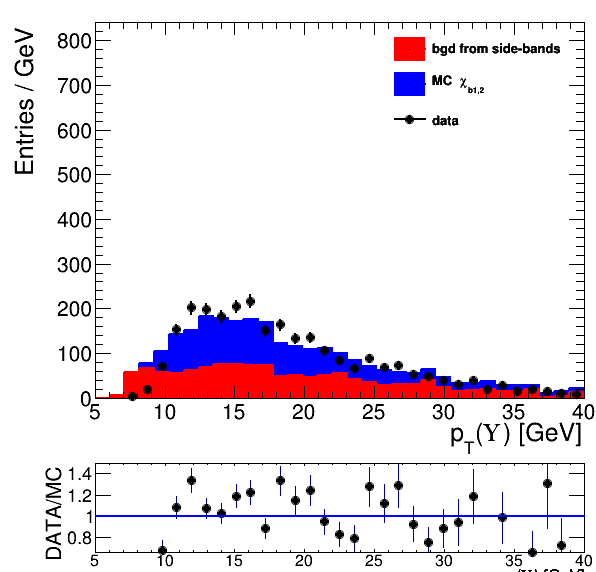 Entries / GeV
800
700
600
500
400
300
200
100
0
bgd from side-bands
MC χb1,2
data
5 10 15 20 25 30 35 40
pT(Υ) [GeV]
DATA/MC
1.4
1.2
1
0.8
5 10 15 20 25 30 35 40